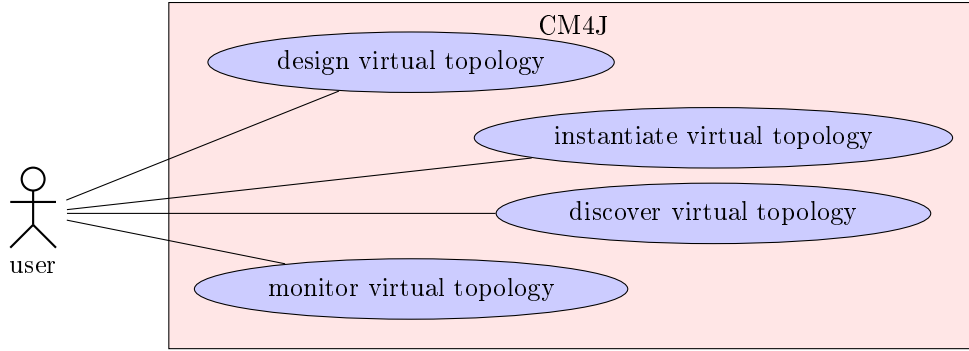 CM4J
design virtual topology
instantiate virtual topology
discover virtual topology
user
monitor virtual topology